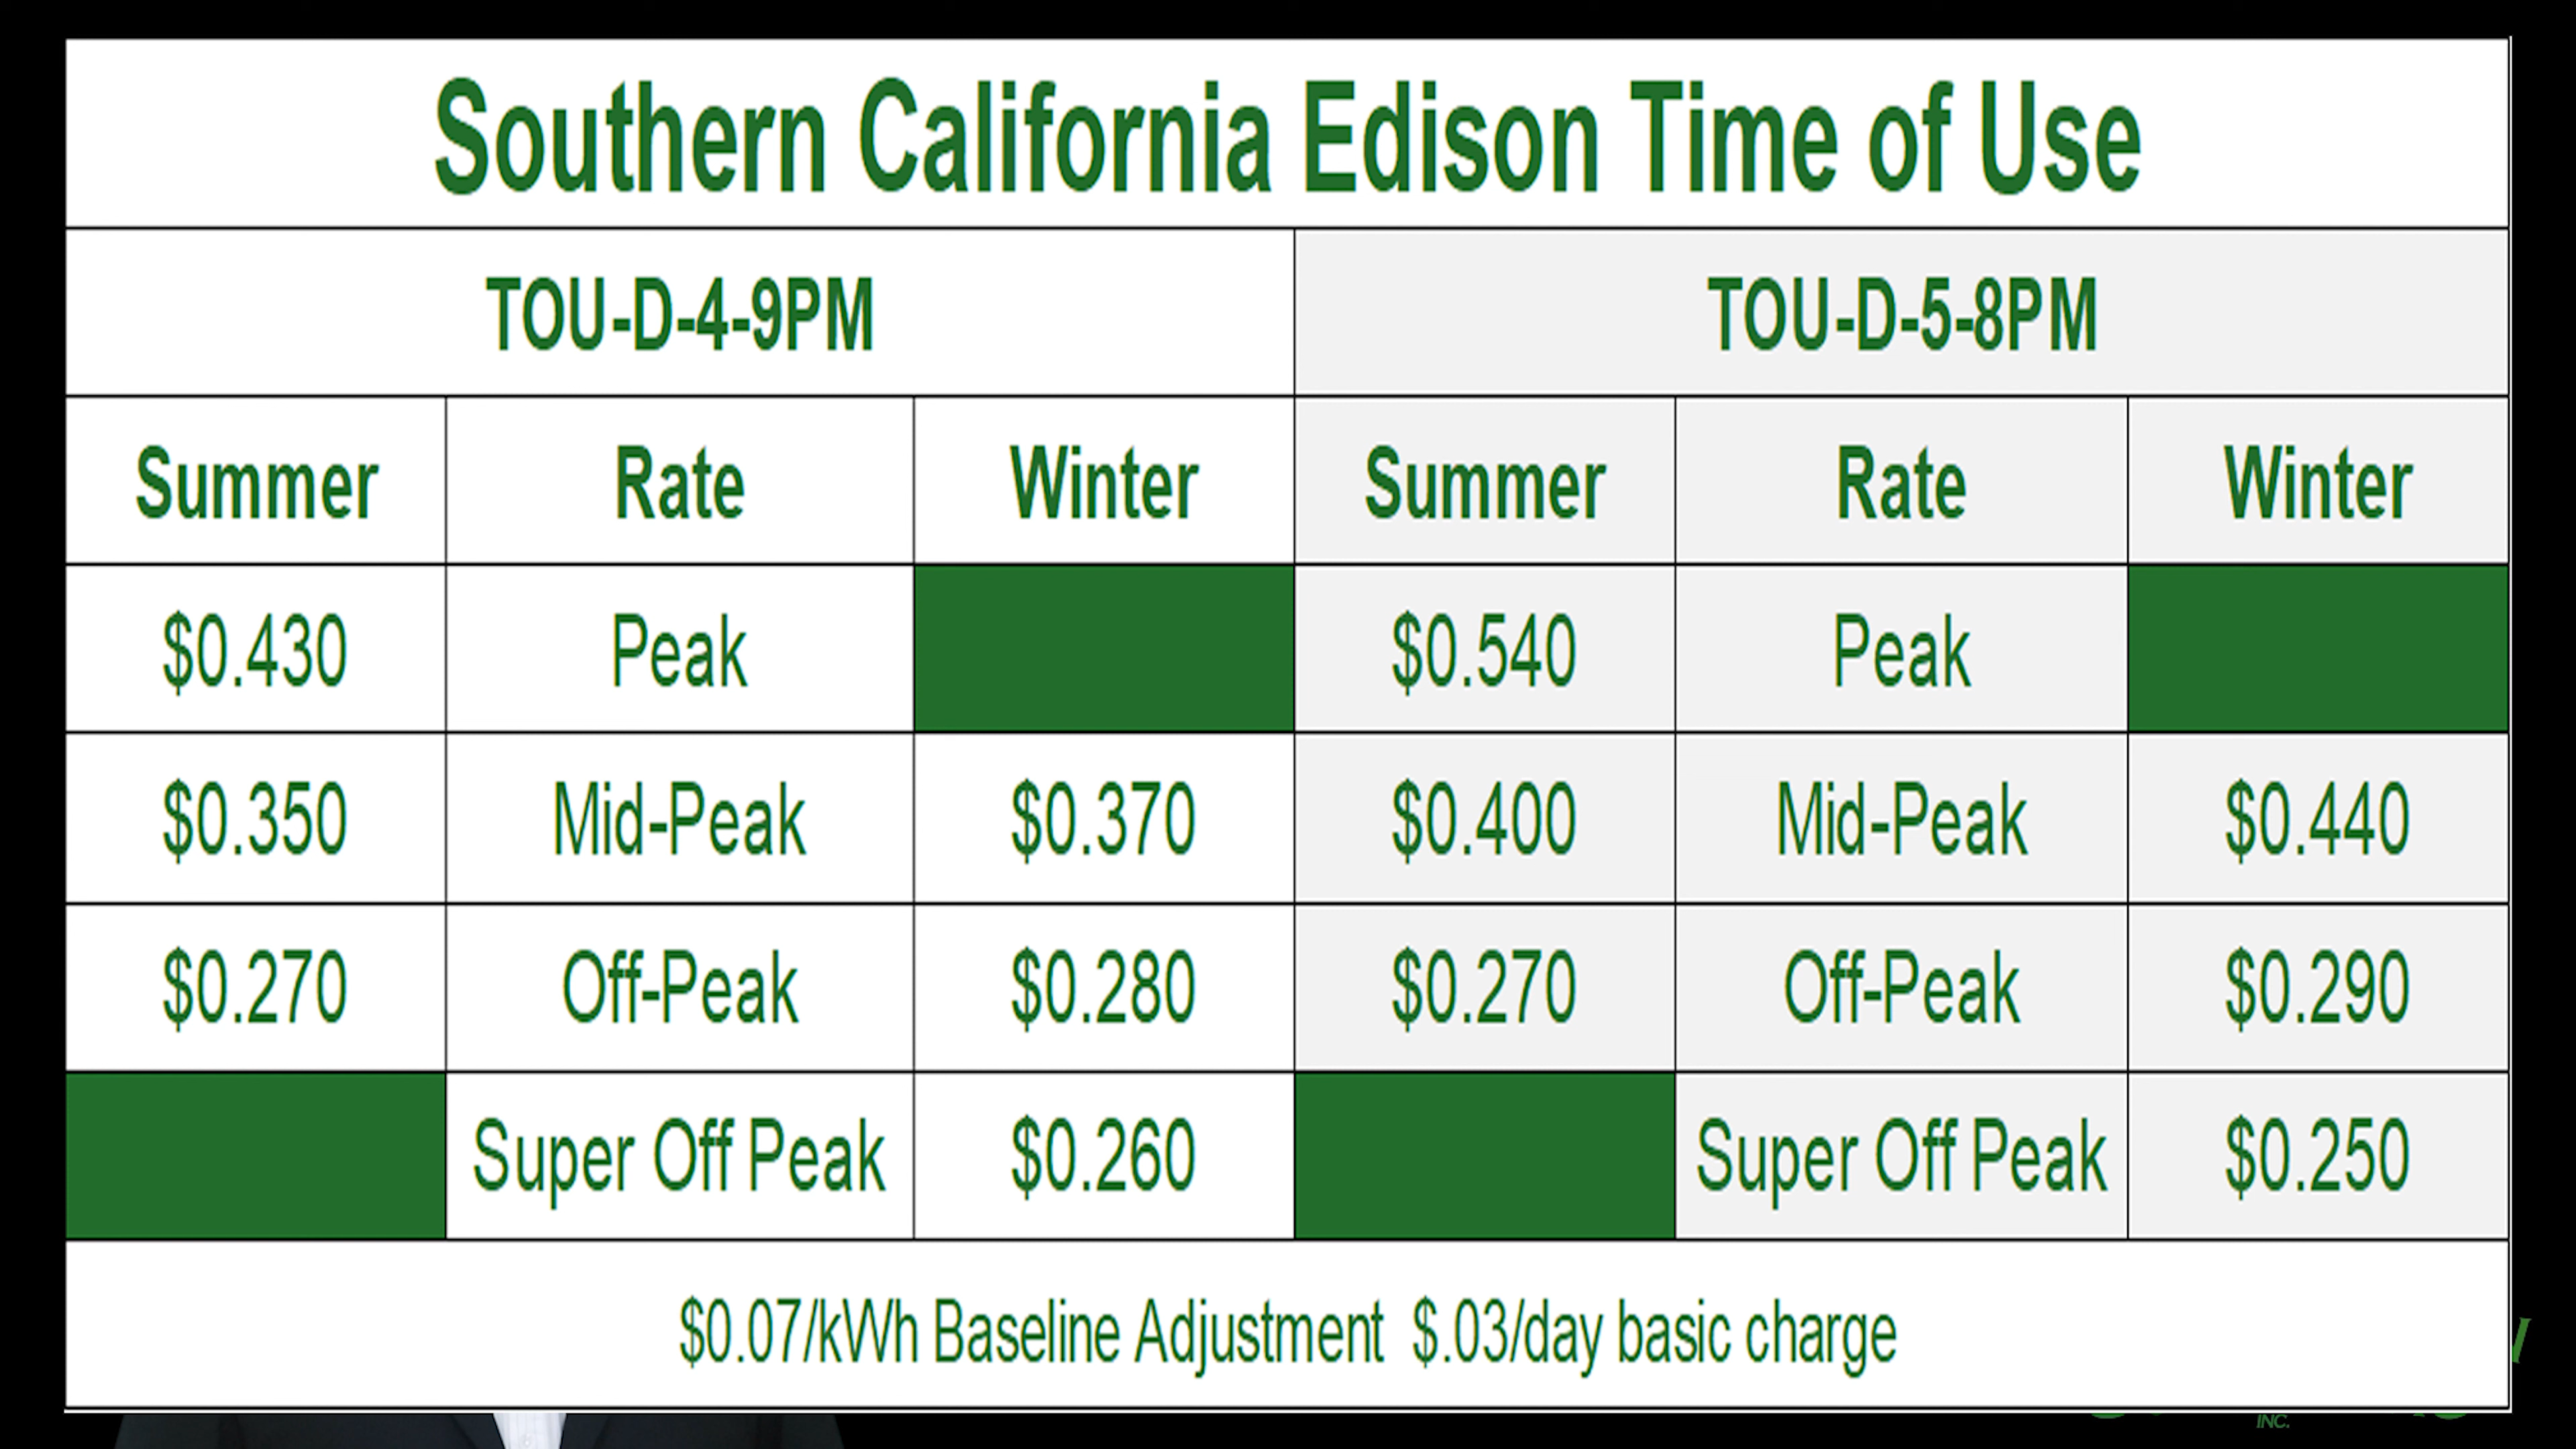 Southern California Edison Time of Use
TOU-D-4-9PM TOU-D-5-8PM
Summer Rate Winter Summer Rate Winter
$0.430 Peak $0.540 Peak
$0.350 Mid-Peak $0.370 $0.400 Mid-Peak $0.440
$0.270 Off-Peak $0.280 $0.270 Off-Peak $0.290
Super Off Peak $0.260 Super Off Peak $0.250
$0.07/kWh Baseline Adjustment $.03/day basic charge
INC.